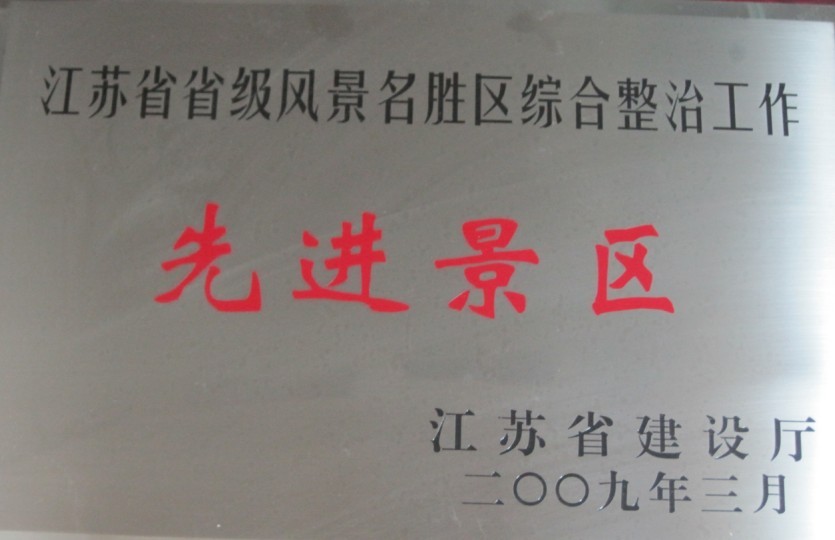 江苏省省级风景名胜区综合整治工作
先进景区
江苏省建设厅
二〇〇九年三月